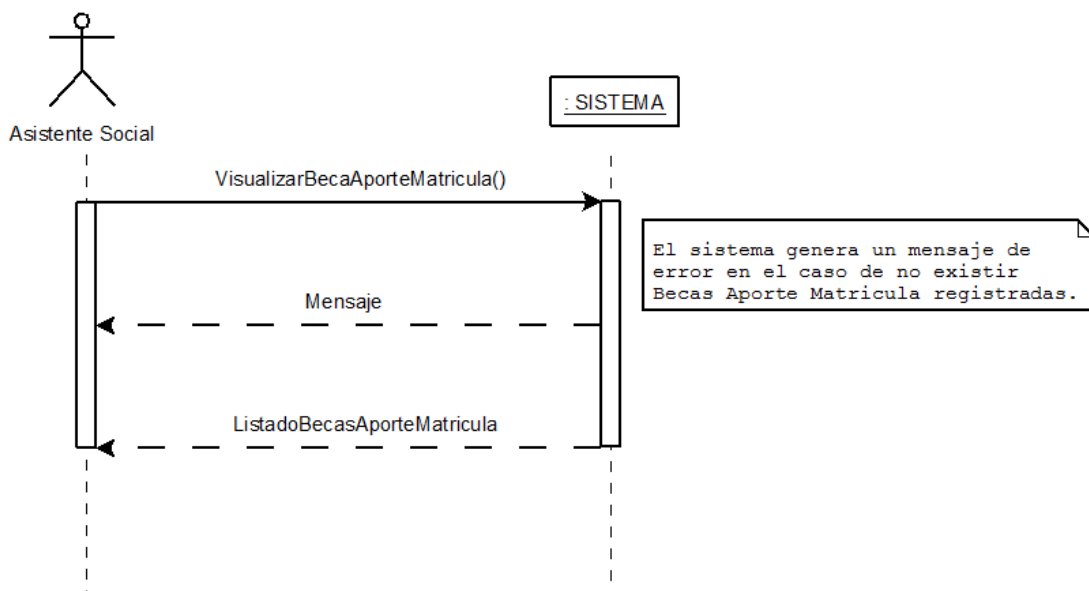 Asistente Social
: SISTEMA
VisualizarBecaAporteMatricula()
El sistema genera un mensaje de
error en el caso de no existir
Becas Aporte Matricula registradas.
Mensaje
ListadoBecasAporteMatricula